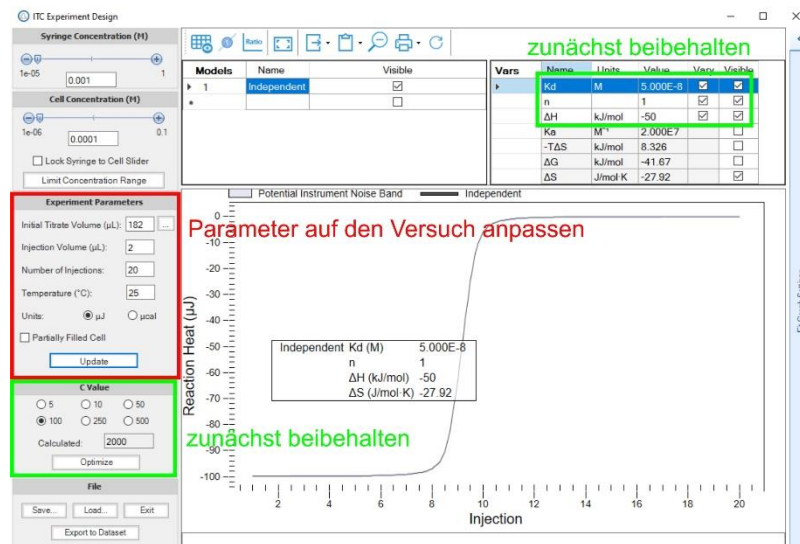 ITC Experiment Design
Syringe Concentration (M)
1e-05 0.001 1
Cell Concentration (M)
1e-06 0.0001 0.1
Lock Syringe to Cell Slider
Limit Concentration Range
Experiment Parameters
Initial Titrate Volume (µL): 182 ...
Injection Volume (µL): 2
Number of Injections: 20
Temperature (°C): 25
Units: µJ µcal
Partially Filled Cell
Update
C Value
5 10 50
100 250 500
Calculated: 2000
Optimize
File
Save... Load... Exit
Export to Dataset
Ratio
zunächst beibehalten
Models Name Visible
1 Independent
Vars Name Units Value Vary Visible
Kd M 5.000E-8
n 1
ΔH kJ/mol -50
Ka M⁻¹ 2.000E7
-TΔS kJ/mol 8.326
ΔG kJ/mol -41.67
ΔS J/mol·K -27.92
Potential Instrument Noise Band Independent
Parameter auf den Versuch anpassen
Reaction Heat (µJ)
0
-10
-20
-30
-40
-50
-60
-70
-80
-90
-100
Independent Kd (M) 5.000E-8
n 1
ΔH (kJ/mol) -50
ΔS (J/mol·K) -27.92
zunächst beibehalten
2 4 6 8 10 12 14 16 18 20
Injection